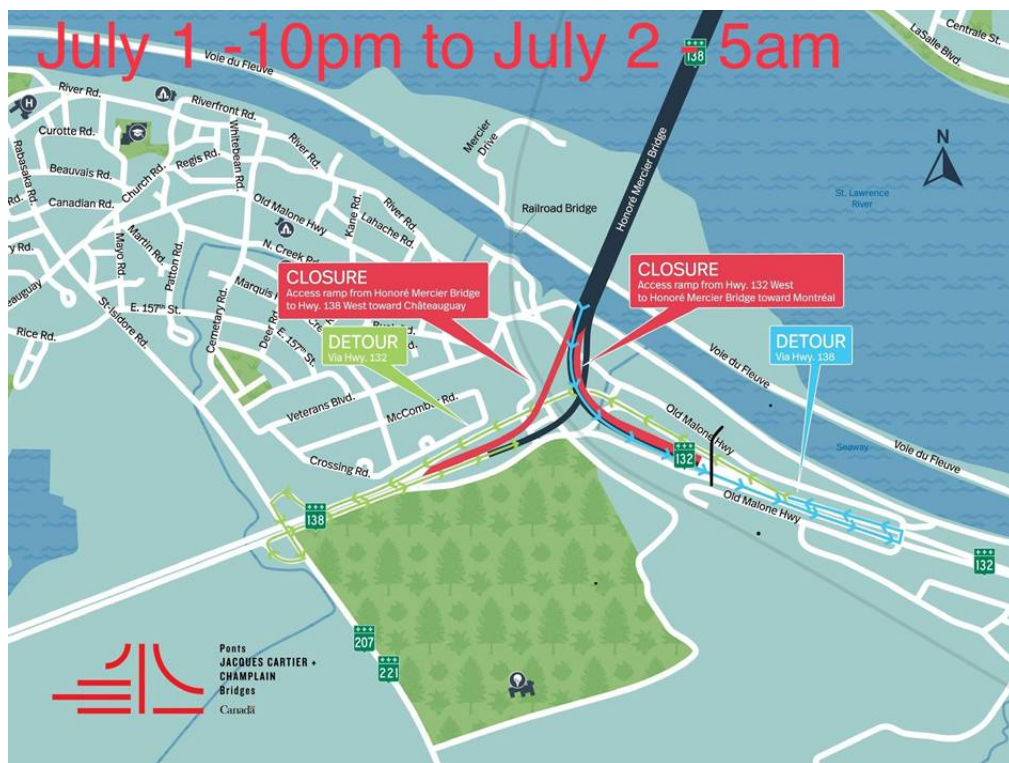 July 1 -10pm to July 2 - 5am
138
Centrale St.
LaSalle Blvd.
Voie du Fleuve
River Rd.
H
Riverfront Rd.
Curotte Rd.
Rabaska Rd.
Whitebean Rd.
River Rd.
Mercier Drive
N
Regis Rd.
Beauvais Rd.
Church Rd.
Canadian Rd.
Old Malone Hwy
Kane Rd.
River Rd.
Lahache Rd.
Railroad Bridge
Honoré Mercier Bridge
St. Lawrence
River
Mayo Rd.
Martin Rd.
Patton Rd.
N. Creek Rd.
CLOSURE
Access ramp from Honoré Mercier Bridge
to Hwy. 138 West toward Châteauguay
CLOSURE
Access ramp from Hwy. 132 West
to Honoré Mercier Bridge toward Montréal
E. 157th St.
St-Isidore Rd.
Cemetary Rd.
Deer Rd.
E. 157th St.
Rice Rd.
DETOUR
Via Hwy. 132
DETOUR
Via Hwy. 138
Voie du Fleuve
Veterans Blvd.
McComber Rd.
Old Malone Hwy
Seaway
Voie du Fleuve
Crossing Rd.
132
Old Malone Hwy
138
132
207
221
Ponts
JACQUES CARTIER +
CHAMPLAIN
Bridges
Canada